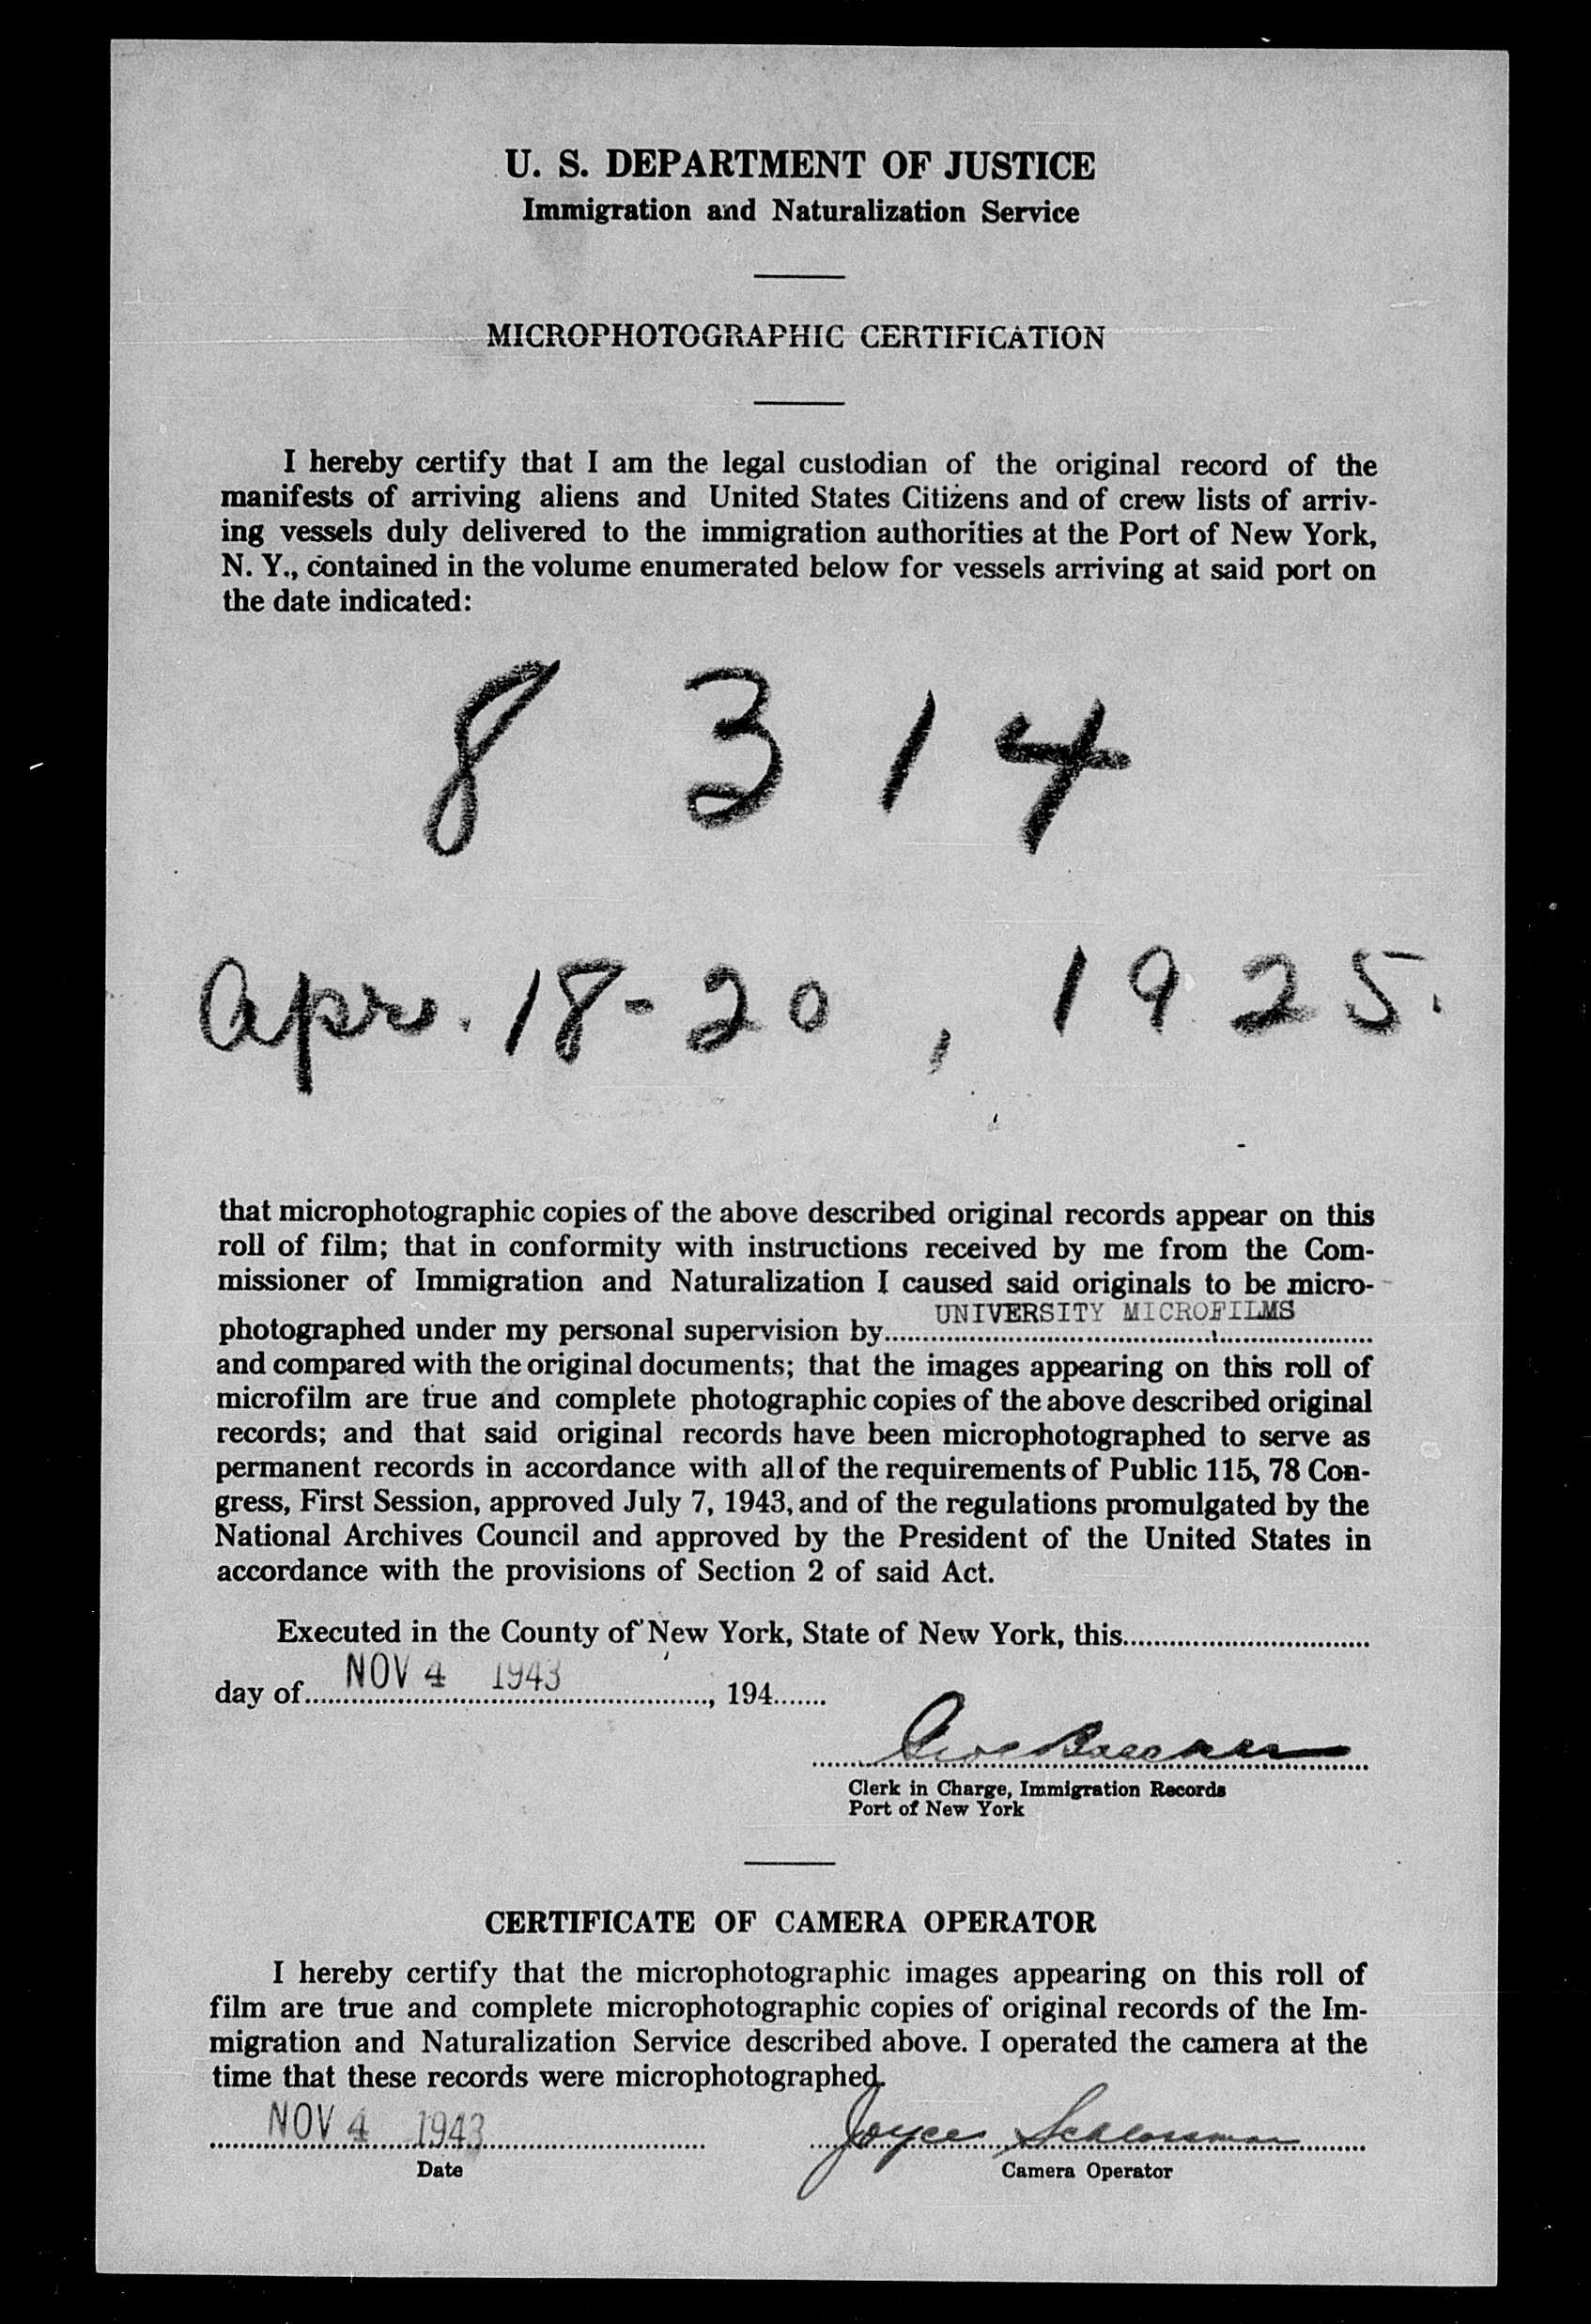 U. S. DEPARTMENT OF JUSTICE
Immigration and Naturalization Service
MICROPHOTOGRAPHIC CERTIFICATION
I hereby certify that I am the legal custodian of the original record of the
manifests of arriving aliens and United States Citizens and of crew lists of arriv-
ing vessels duly delivered to the immigration authorities at the Port of New York,
N. Y., contained in the volume enumerated below for vessels arriving at said port on
the date indicated:
8 3 1 4
Apr. 18-20, 1925.
that microphotographic copies of the above described original records appear on this
roll of film; that in conformity with instructions received by me from the Com-
missioner of Immigration and Naturalization I caused said originals to be micro-
UNIVERSITY MICROFILMS
photographed under my personal supervision by
and compared with the original documents; that the images appearing on this roll of
microfilm are true and complete photographic copies of the above described original
records; and that said original records have been microphotographed to serve as
permanent records in accordance with all of the requirements of Public 115, 78 Con-
gress, First Session, approved July 7, 1943, and of the regulations promulgated by the
National Archives Council and approved by the President of the United States in
accordance with the provisions of Section 2 of said Act.
Executed in the County of New York, State of New York, this
day of NOV 4 1943, 194
Clerk in Charge, Immigration Records
Port of New York
CERTIFICATE OF CAMERA OPERATOR
I hereby certify that the microphotographic images appearing on this roll of
film are true and complete microphotographic copies of original records of the Im-
migration and Naturalization Service described above. I operated the camera at the
time that these records were microphotographed.
NOV 4 1943 Joyce Schlossman
Date Camera Operator